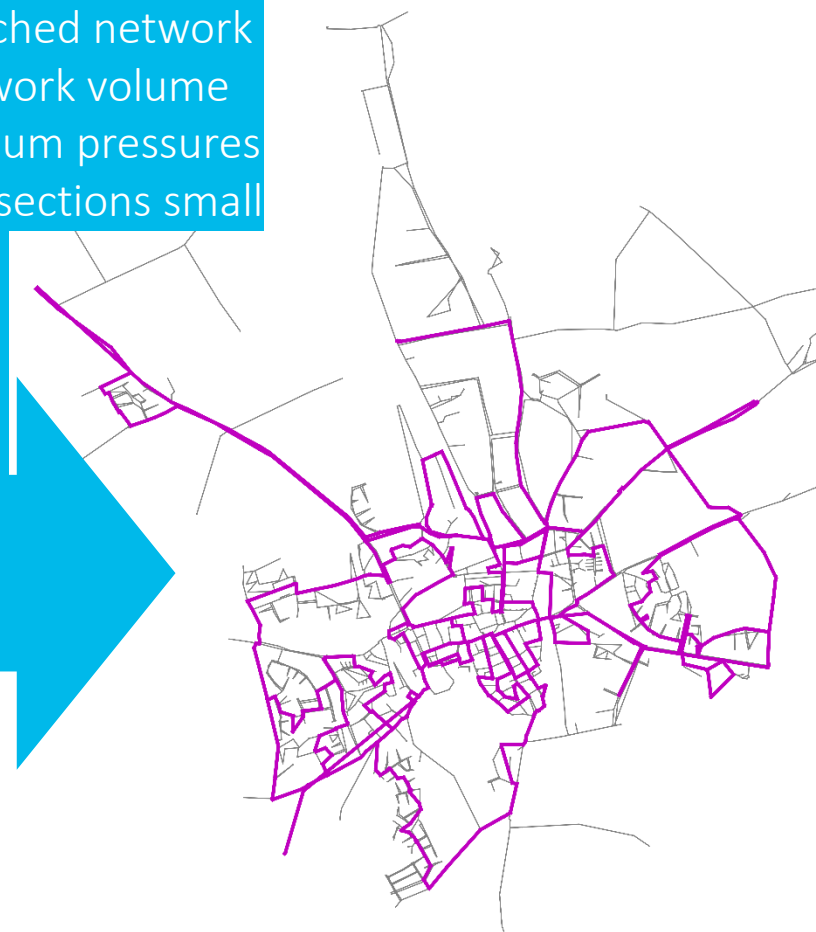 ched network
work volume
um pressures
sections small